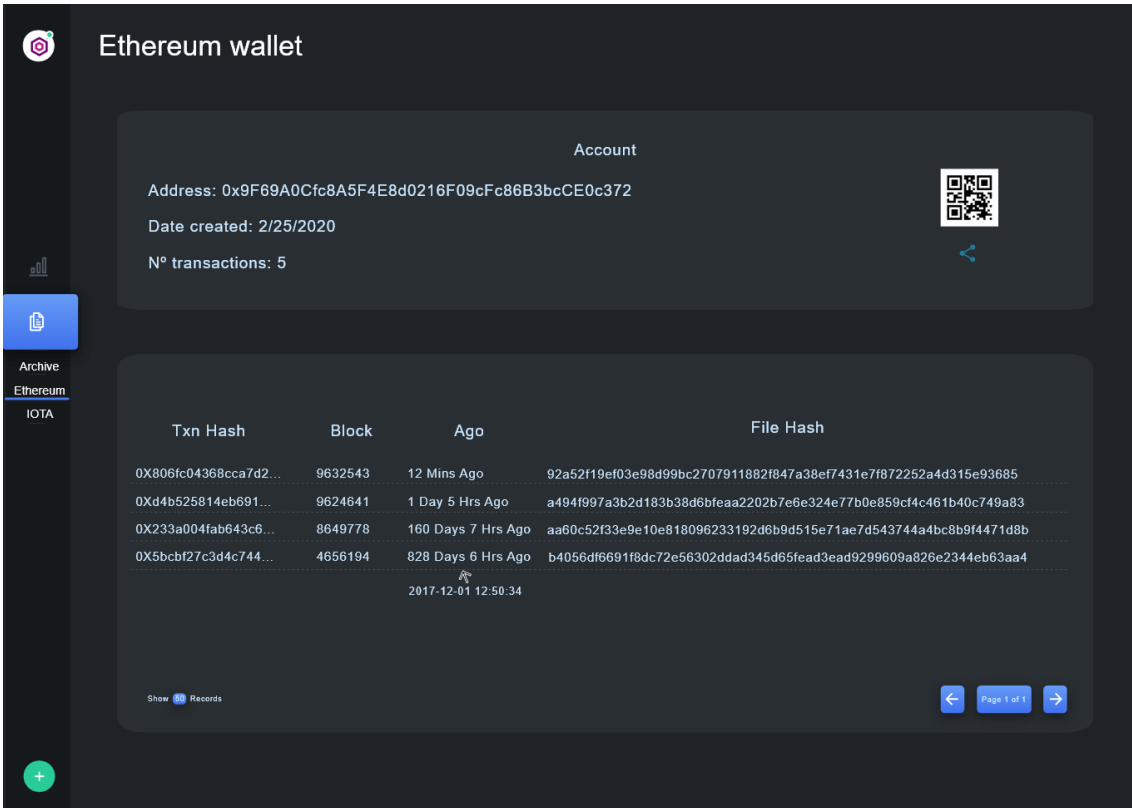 Ethereum wallet
Account
Address: 0x9F69A0Cfc8A5F4E8d0216F09cFc86B3bcCE0c372
Date created: 2/25/2020
Nº transactions: 5
Archive
Ethereum
IOTA
Txn Hash Block Ago File Hash
0X806fc04368cca7d2... 9632543 12 Mins Ago 92a52f19ef03e98d99bc2707911882f847a38ef7431e7f872252a4d315e93685
0Xd4b525814eb691... 9624641 1 Day 5 Hrs Ago a494f997a3b2d183b38d6bfeaa2202b7e6e324e77b0e859cf4c461b40c749a83
0X233a004fab643c6... 8649778 160 Days 7 Hrs Ago aa60c52f33e9e10e818096233192d6b9d515e71ae7d543744a4bc8b9f4471d8b
0X5bcbf27c3d4c744... 4656194 828 Days 6 Hrs Ago b4056df6691f8dc72e56302ddad345d65fead3ead9299609a826e2344eb63aa4
2017-12-01 12:50:34
Show 50 Records
Page 1 of 1